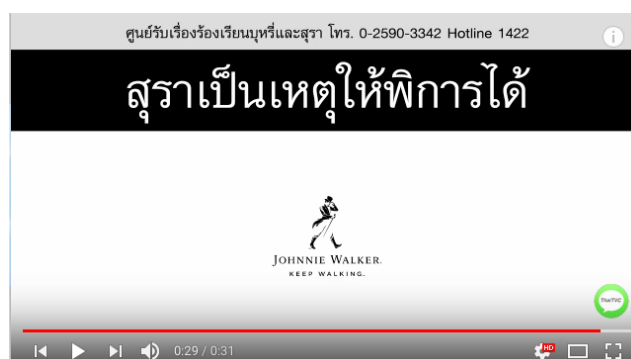 ศูนย์รับเรื่องร้องเรียนบุหรี่และสุรา โทร. 0-2590-3342 Hotline 1422
สุราเป็นเหตุให้พิการได้
JOHNNIE WALKER.
KEEP WALKING.
ThaiTVC
0:29 / 0:31
HD